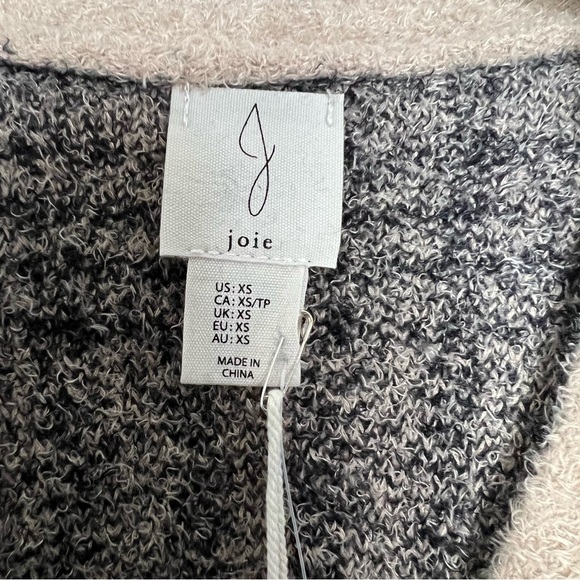 J
joie
US: XS
CA: XS/TP
UK: XS
EU: XS
AU: XS
MADE IN
CHINA